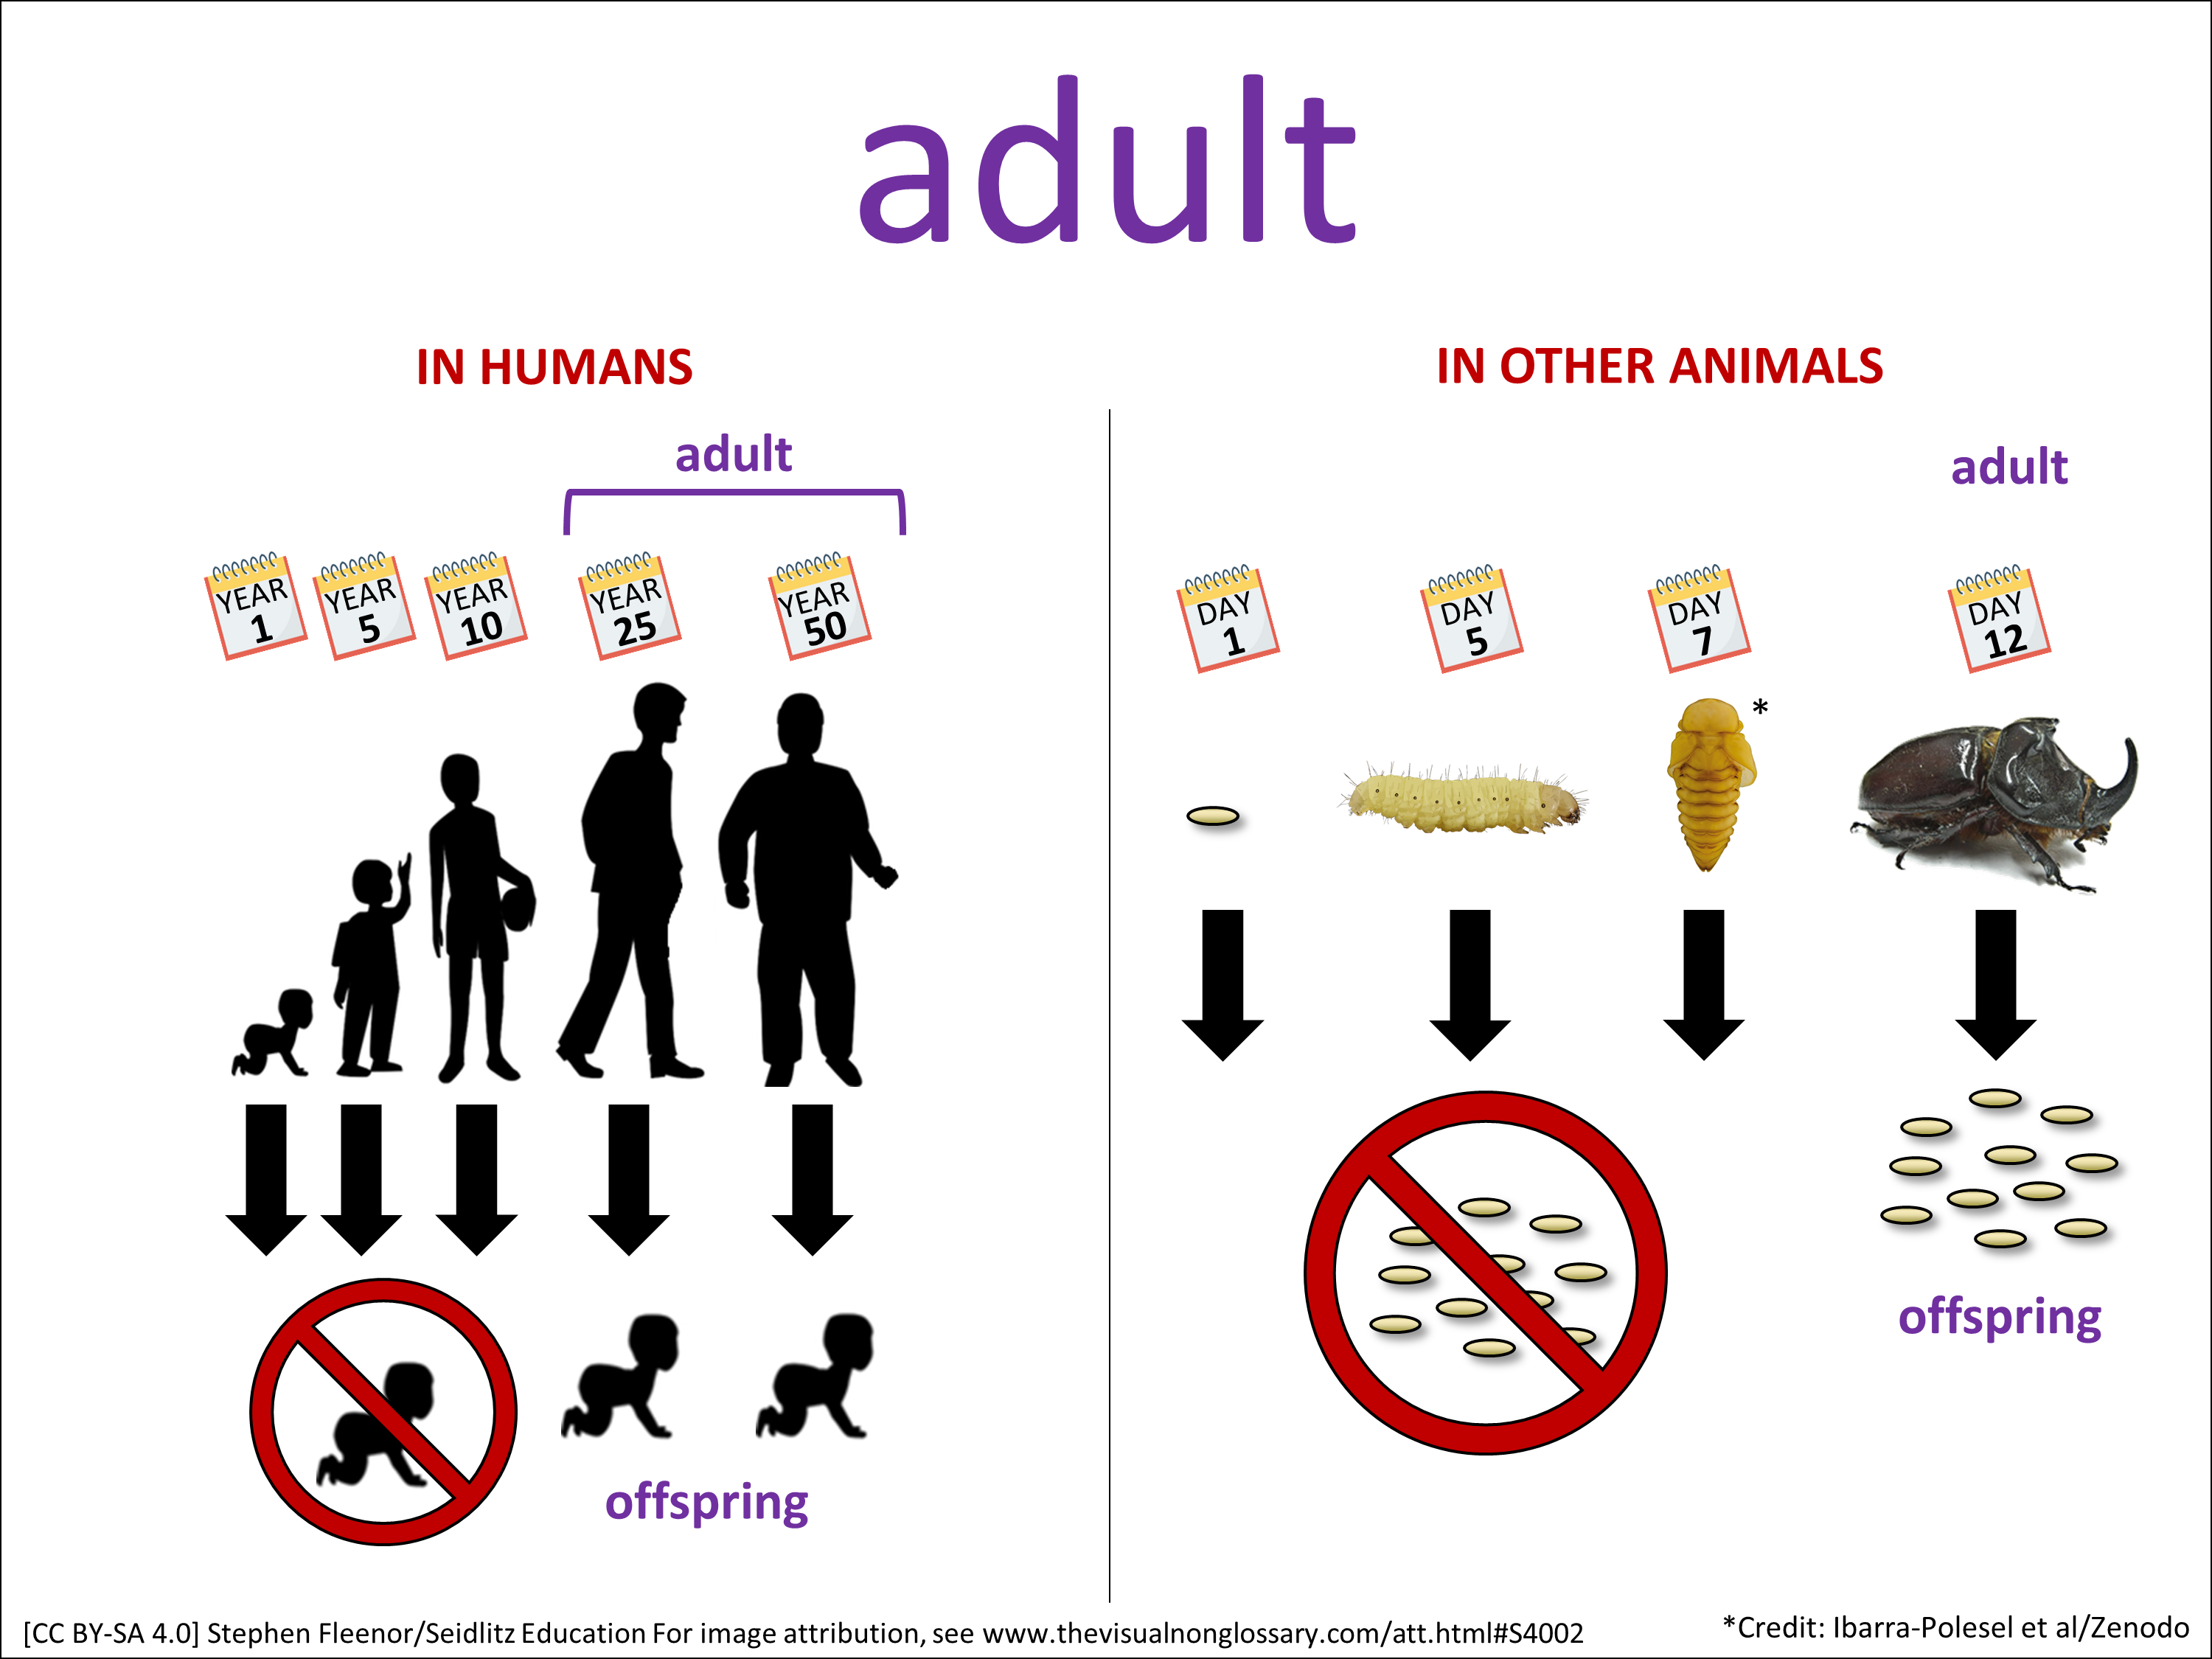 adult
IN HUMANS
adult
YEAR
1
YEAR
5
YEAR
10
YEAR
25
YEAR
50
offspring
IN OTHER ANIMALS
adult
DAY
1
DAY
5
DAY
7
DAY
12
*
offspring
[CC BY-SA 4.0] Stephen Fleenor/Seidlitz Education For image attribution, see www.thevisualnonglossary.com/att.html#S4002
*Credit: Ibarra-Polesel et al/Zenodo